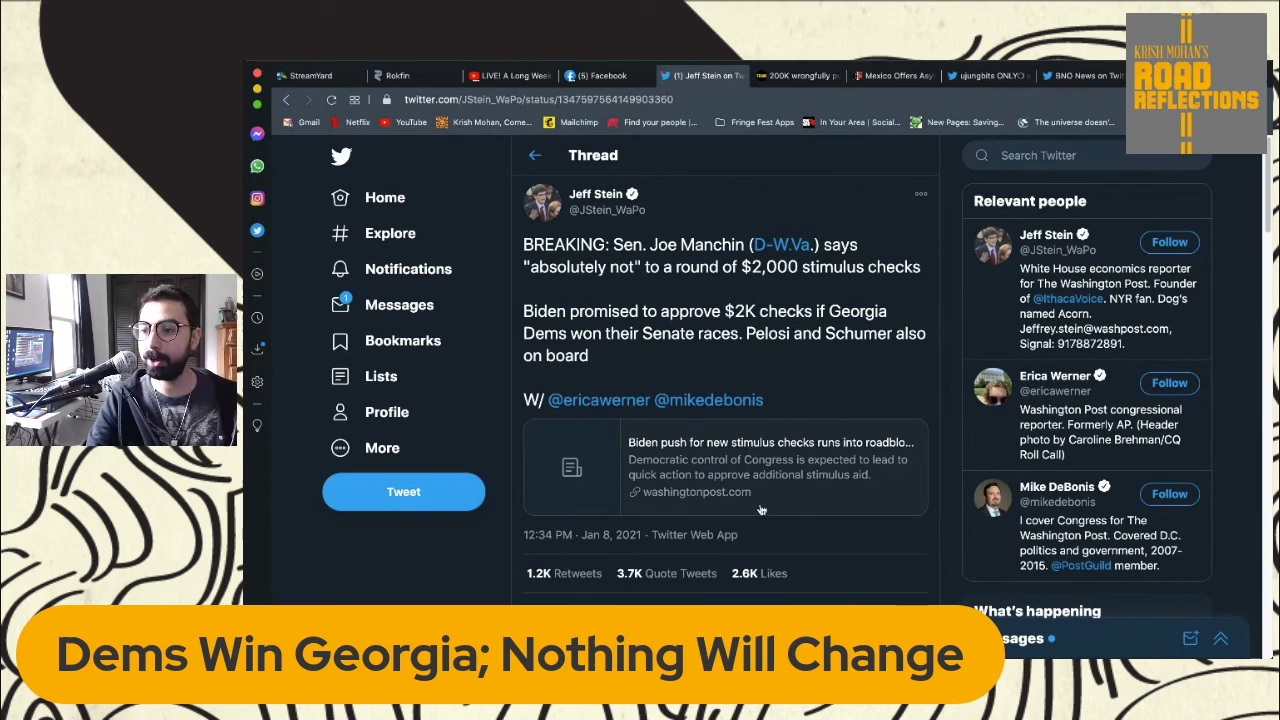 KRISH MOHAN'S
ROAD
REFLECTIONS
StreamYard
Rokfin
LIVE! A Long Week
(5) Facebook
(1) Jeff Stein on Tw
200K wrongfully pu
Mexico Offers Asy
ujungbits ONLYO
BNO News on Twi
twitter.com/JStein_WaPo/status/1347597564149903360
Gmail
Netflix
YouTube
Krish Mohan, Come...
Mailchimp
Find your people |...
Fringe Fest Apps
In Your Area | Social...
New Pages: Saving...
The universe doesn'...
Home
Explore
Notifications
1
Messages
Bookmarks
Lists
Profile
More
Tweet
Thread
Jeff Stein
@JStein_WaPo
BREAKING: Sen. Joe Manchin (D-W.Va.) says
"absolutely not" to a round of $2,000 stimulus checks
Biden promised to approve $2K checks if Georgia
Dems won their Senate races. Pelosi and Schumer also
on board
W/ @ericawerner @mikedebonis
Biden push for new stimulus checks runs into roadblo...
Democratic control of Congress is expected to lead to
quick action to approve additional stimulus aid.
washingtonpost.com
12:34 PM · Jan 8, 2021 · Twitter Web App
1.2K Retweets 3.7K Quote Tweets 2.6K Likes
Search Twitter
Relevant people
Jeff Stein
@JStein_WaPo
Follow
White House economics reporter
for The Washington Post. Founder
of @IthacaVoice. NYR fan. Dog's
named Acorn.
Jeffrey.stein@washpost.com,
Signal: 9178872891.
Erica Werner
@ericawerner
Follow
Washington Post congressional
reporter. Formerly AP. (Header
photo by Caroline Brehman/CQ
Roll Call)
Mike DeBonis
@mikedebonis
Follow
I cover Congress for The
Washington Post. Covered D.C.
politics and government, 2007-
2015. @PostGuild member.
What's happening
ssages
Dems Win Georgia; Nothing Will Change